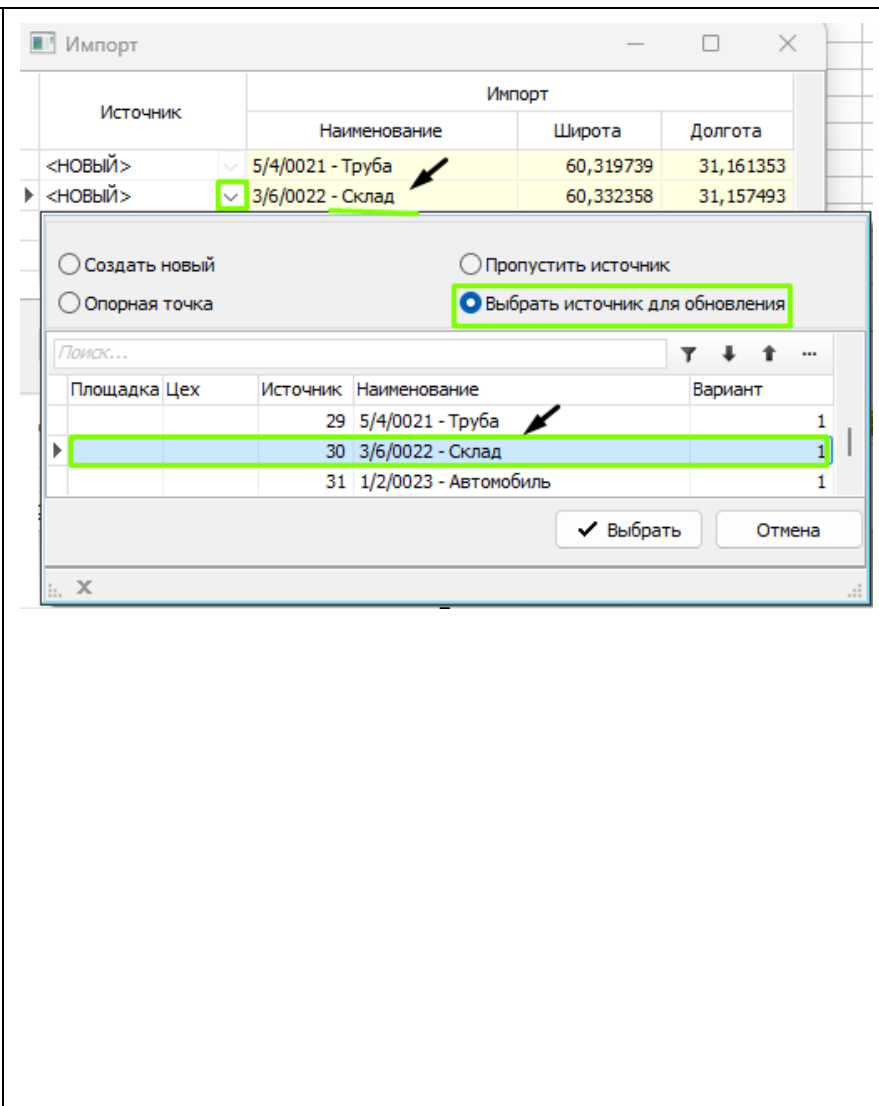 Импорт
Источник Импорт
Наименование Широта Долгота
<НОВЫЙ> 5/4/0021 - Труба 60,319739 31,161353
<НОВЫЙ> 3/6/0022 - Склад 60,332358 31,157493
Создать новый Пропустить источник
Опорная точка Выбрать источник для обновления
Поиск...
Площадка Цех Источник Наименование Вариант
29 5/4/0021 - Труба 1
30 3/6/0022 - Склад 1
31 1/2/0023 - Автомобиль 1
Выбрать Отмена
X